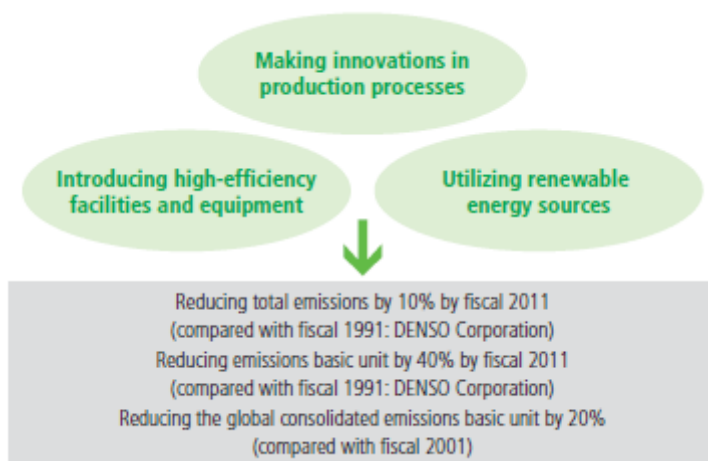 Making innovations in
production processes
Introducing high-efficiency
facilities and equipment
Utilizing renewable
energy sources
Reducing total emissions by 10% by fiscal 2011
(compared with fiscal 1991: DENSO Corporation)
Reducing emissions basic unit by 40% by fiscal 2011
(compared with fiscal 1991: DENSO Corporation)
Reducing the global consolidated emissions basic unit by 20%
(compared with fiscal 2001)